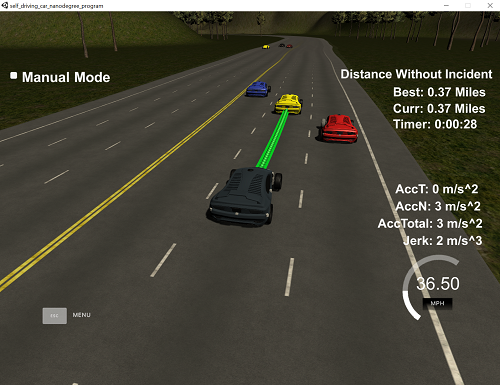 self_driving_car_nanodegree_program
Manual Mode
Distance Without Incident
Best: 0.37 Miles
Curr: 0.37 Miles
Timer: 0:00:28
AccT: 0 m/s^2
AccN: 3 m/s^2
AccTotal: 3 m/s^2
Jerk: 2 m/s^3
36.50
MPH
MENU